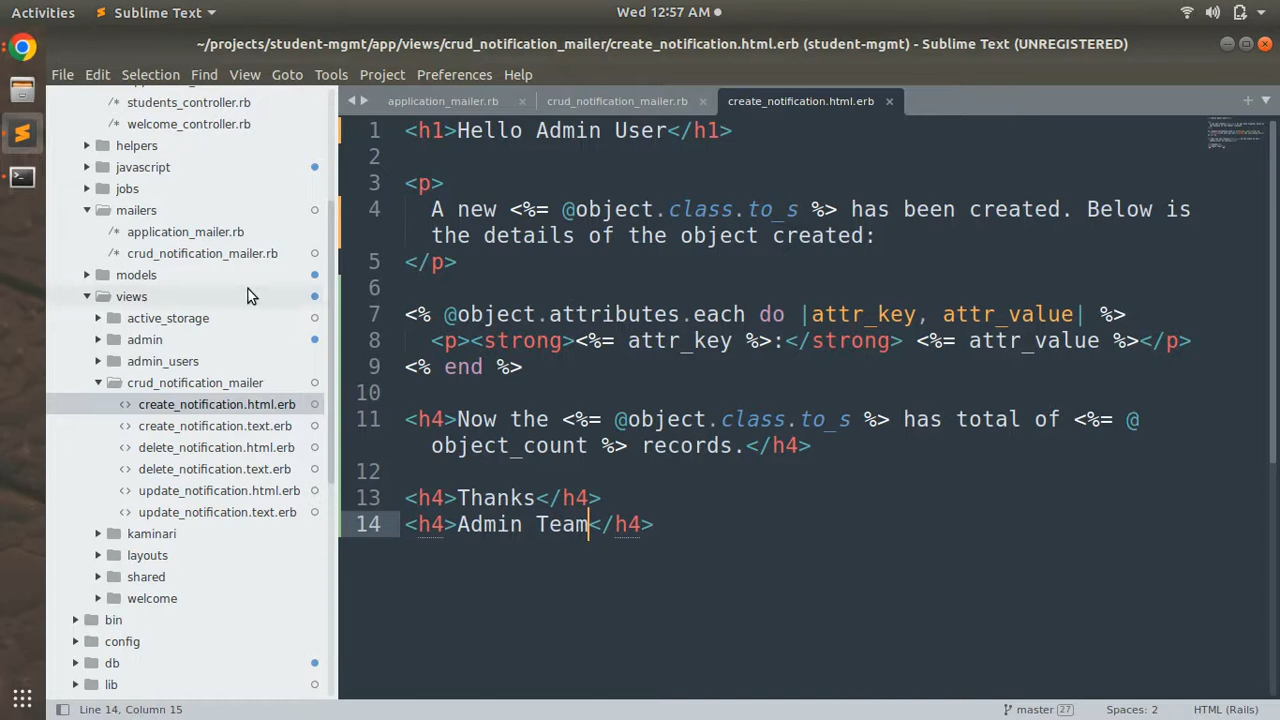 Activities
Sublime Text
Wed 12:57 AM
~/projects/student-mgmt/app/views/crud_notification_mailer/create_notification.html.erb (student-mgmt) - Sublime Text (UNREGISTERED)
File Edit Selection Find View Goto Tools Project Preferences Help
/* students_controller.rb
/* welcome_controller.rb
helpers
javascript
jobs
mailers
/* application_mailer.rb
/* crud_notification_mailer.rb
models
views
active_storage
admin
admin_users
crud_notification_mailer
<> create_notification.html.erb
<> create_notification.text.erb
<> delete_notification.html.erb
<> delete_notification.text.erb
<> update_notification.html.erb
<> update_notification.text.erb
kaminari
layouts
shared
welcome
bin
config
db
lib
application_mailer.rb × crud_notification_mailer.rb × create_notification.html.erb ×
1 <h1>Hello Admin User</h1>
2
3 <p>
4 A new <%= @object.class.to_s %> has been created. Below is
the details of the object created:
5 </p>
6
7 <% @object.attributes.each do |attr_key, attr_value| %>
8 <p><strong><%= attr_key %>:</strong> <%= attr_value %></p>
9 <% end %>
10
11 <h4>Now the <%= @object.class.to_s %> has total of <%= @
object_count %> records.</h4>
12
13 <h4>Thanks</h4>
14 <h4>Admin Team</h4>
Line 14, Column 15
master 27
Spaces: 2
HTML (Rails)